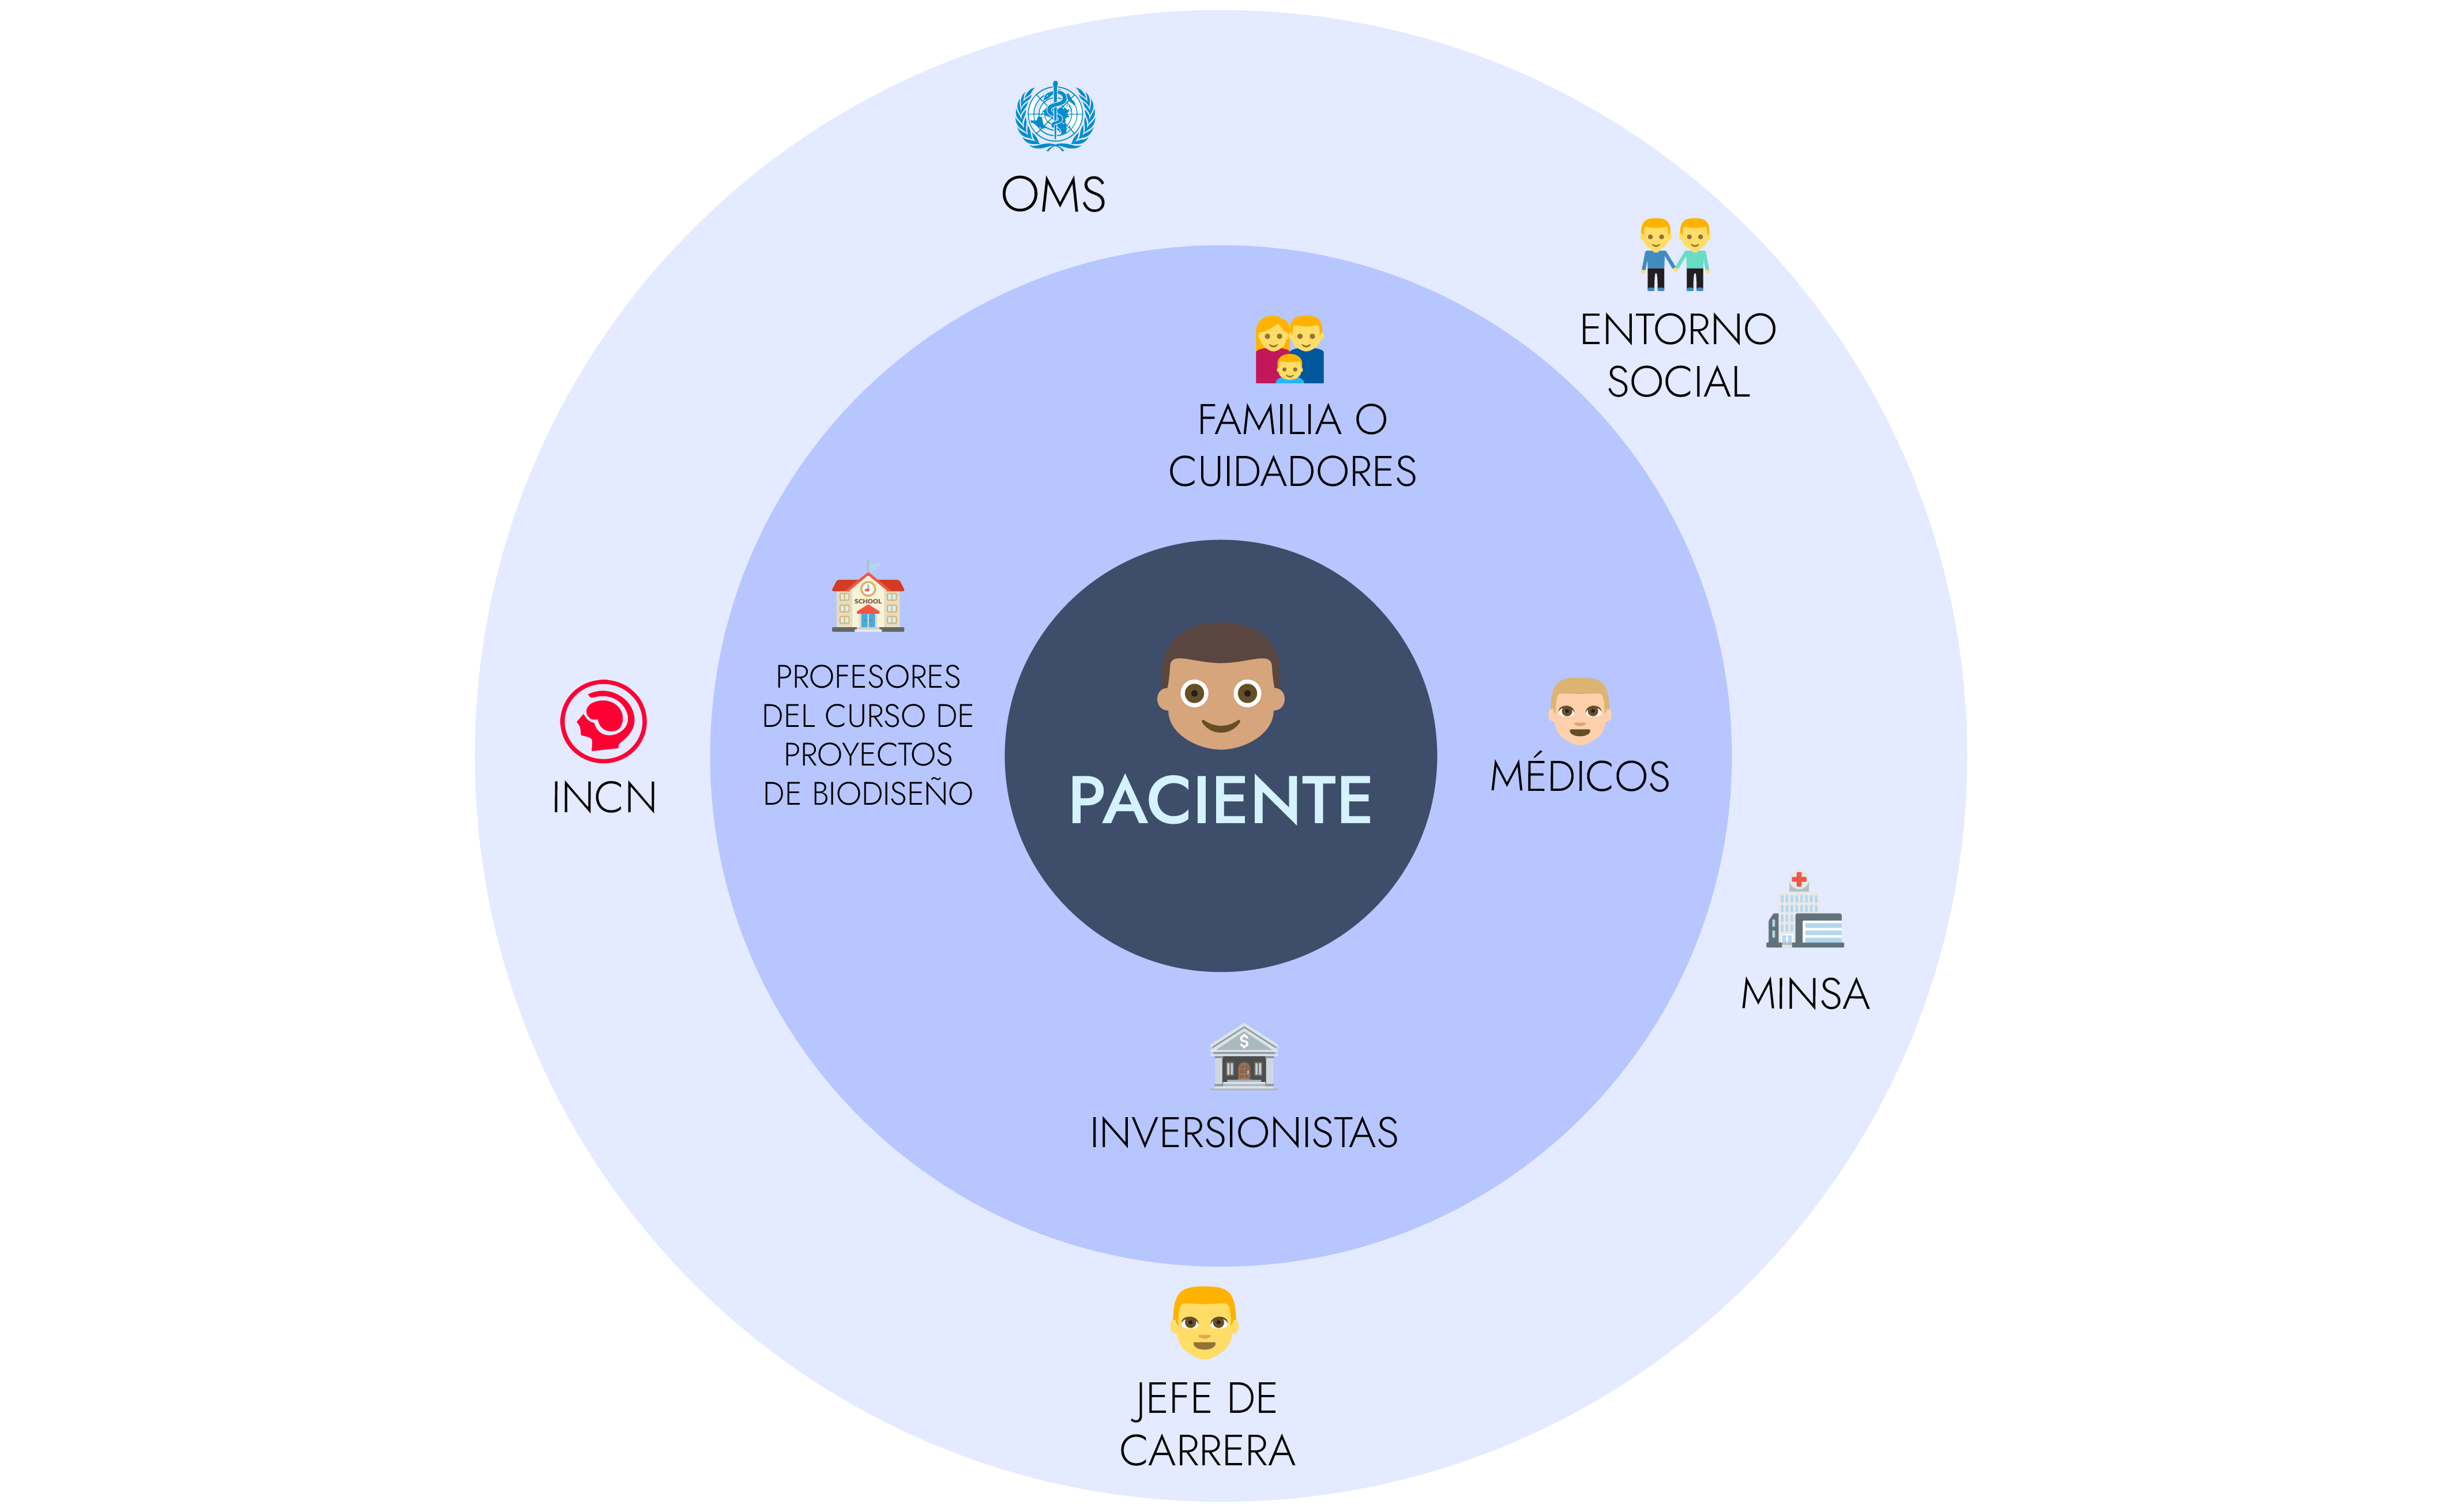 OMS
ENTORNO
SOCIAL
FAMILIA O
CUIDADORES
SCHOOL
PROFESORES
DEL CURSO DE
PROYECTOS
DE BIODISEÑO
INCN
PACIENTE
MÉDICOS
MINSA
$
INVERSIONISTAS
JEFE DE
CARRERA